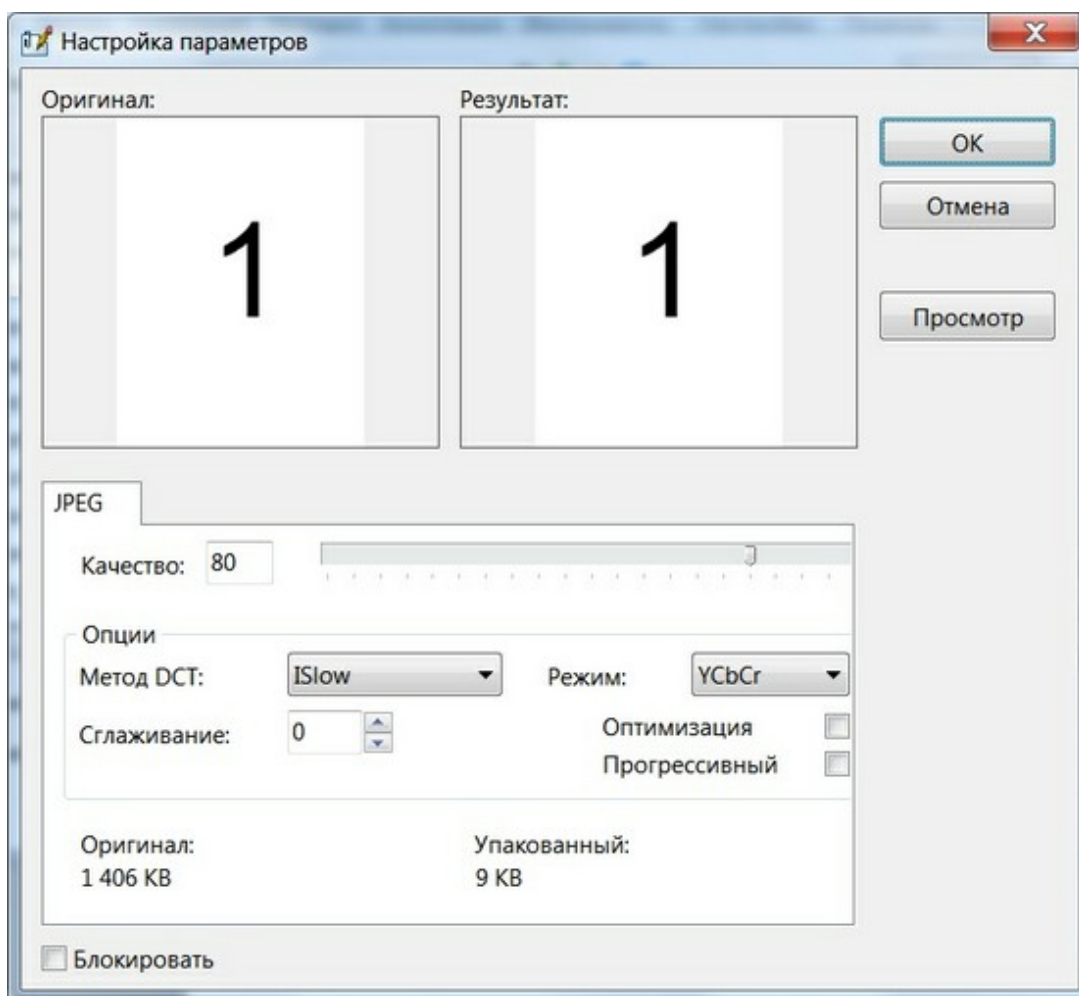 Настройка параметров
Оригинал:
Результат:
1
1
OK
Отмена
Просмотр
JPEG
Качество: 80
Опции
Метод DCT: ISlow Режим: YCbCr
Сглаживание: 0 Оптимизация
Прогрессивный
Оригинал: Упакованный:
1 406 KB 9 KB
Блокировать